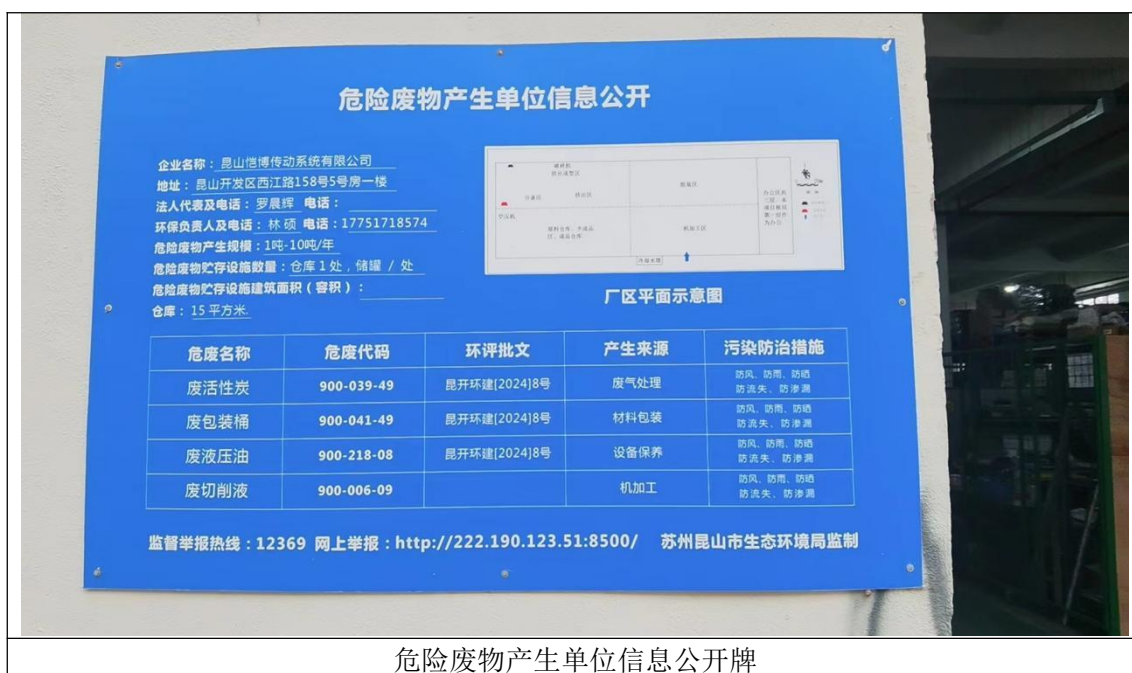 危险废物产生单位信息公开
企业名称：昆山恺博传动系统有限公司
地址：昆山开发区西江路158号5号房一楼
法人代表及电话：罗晨辉 电话：
环保负责人及电话：林硕 电话：17751718574
危险废物产生规模：1吨-10吨/年
危险废物贮存设施数量：仓库1处，储罐 / 处
危险废物贮存设施建筑面积（容积）：
仓库：15平方米.
机加工区
厂区平面示意图
危废名称 危废代码 环评批文 产生来源 污染防治措施
废活性炭 900-039-49 昆开环建[2024]8号 废气处理 防风、防雨、防晒
防流失、防渗漏
废包装桶 900-041-49 昆开环建[2024]8号 材料包装 防风、防雨、防晒
防流失、防渗漏
废液压油 900-218-08 昆开环建[2024]8号 设备保养 防风、防雨、防晒
防流失、防渗漏
废切削液 900-006-09 机加工 防风、防雨、防晒
防流失、防渗漏
监督举报热线：12369 网上举报：http://222.190.123.51:8500/ 苏州昆山市生态环境局监制
危险废物产生单位信息公开牌